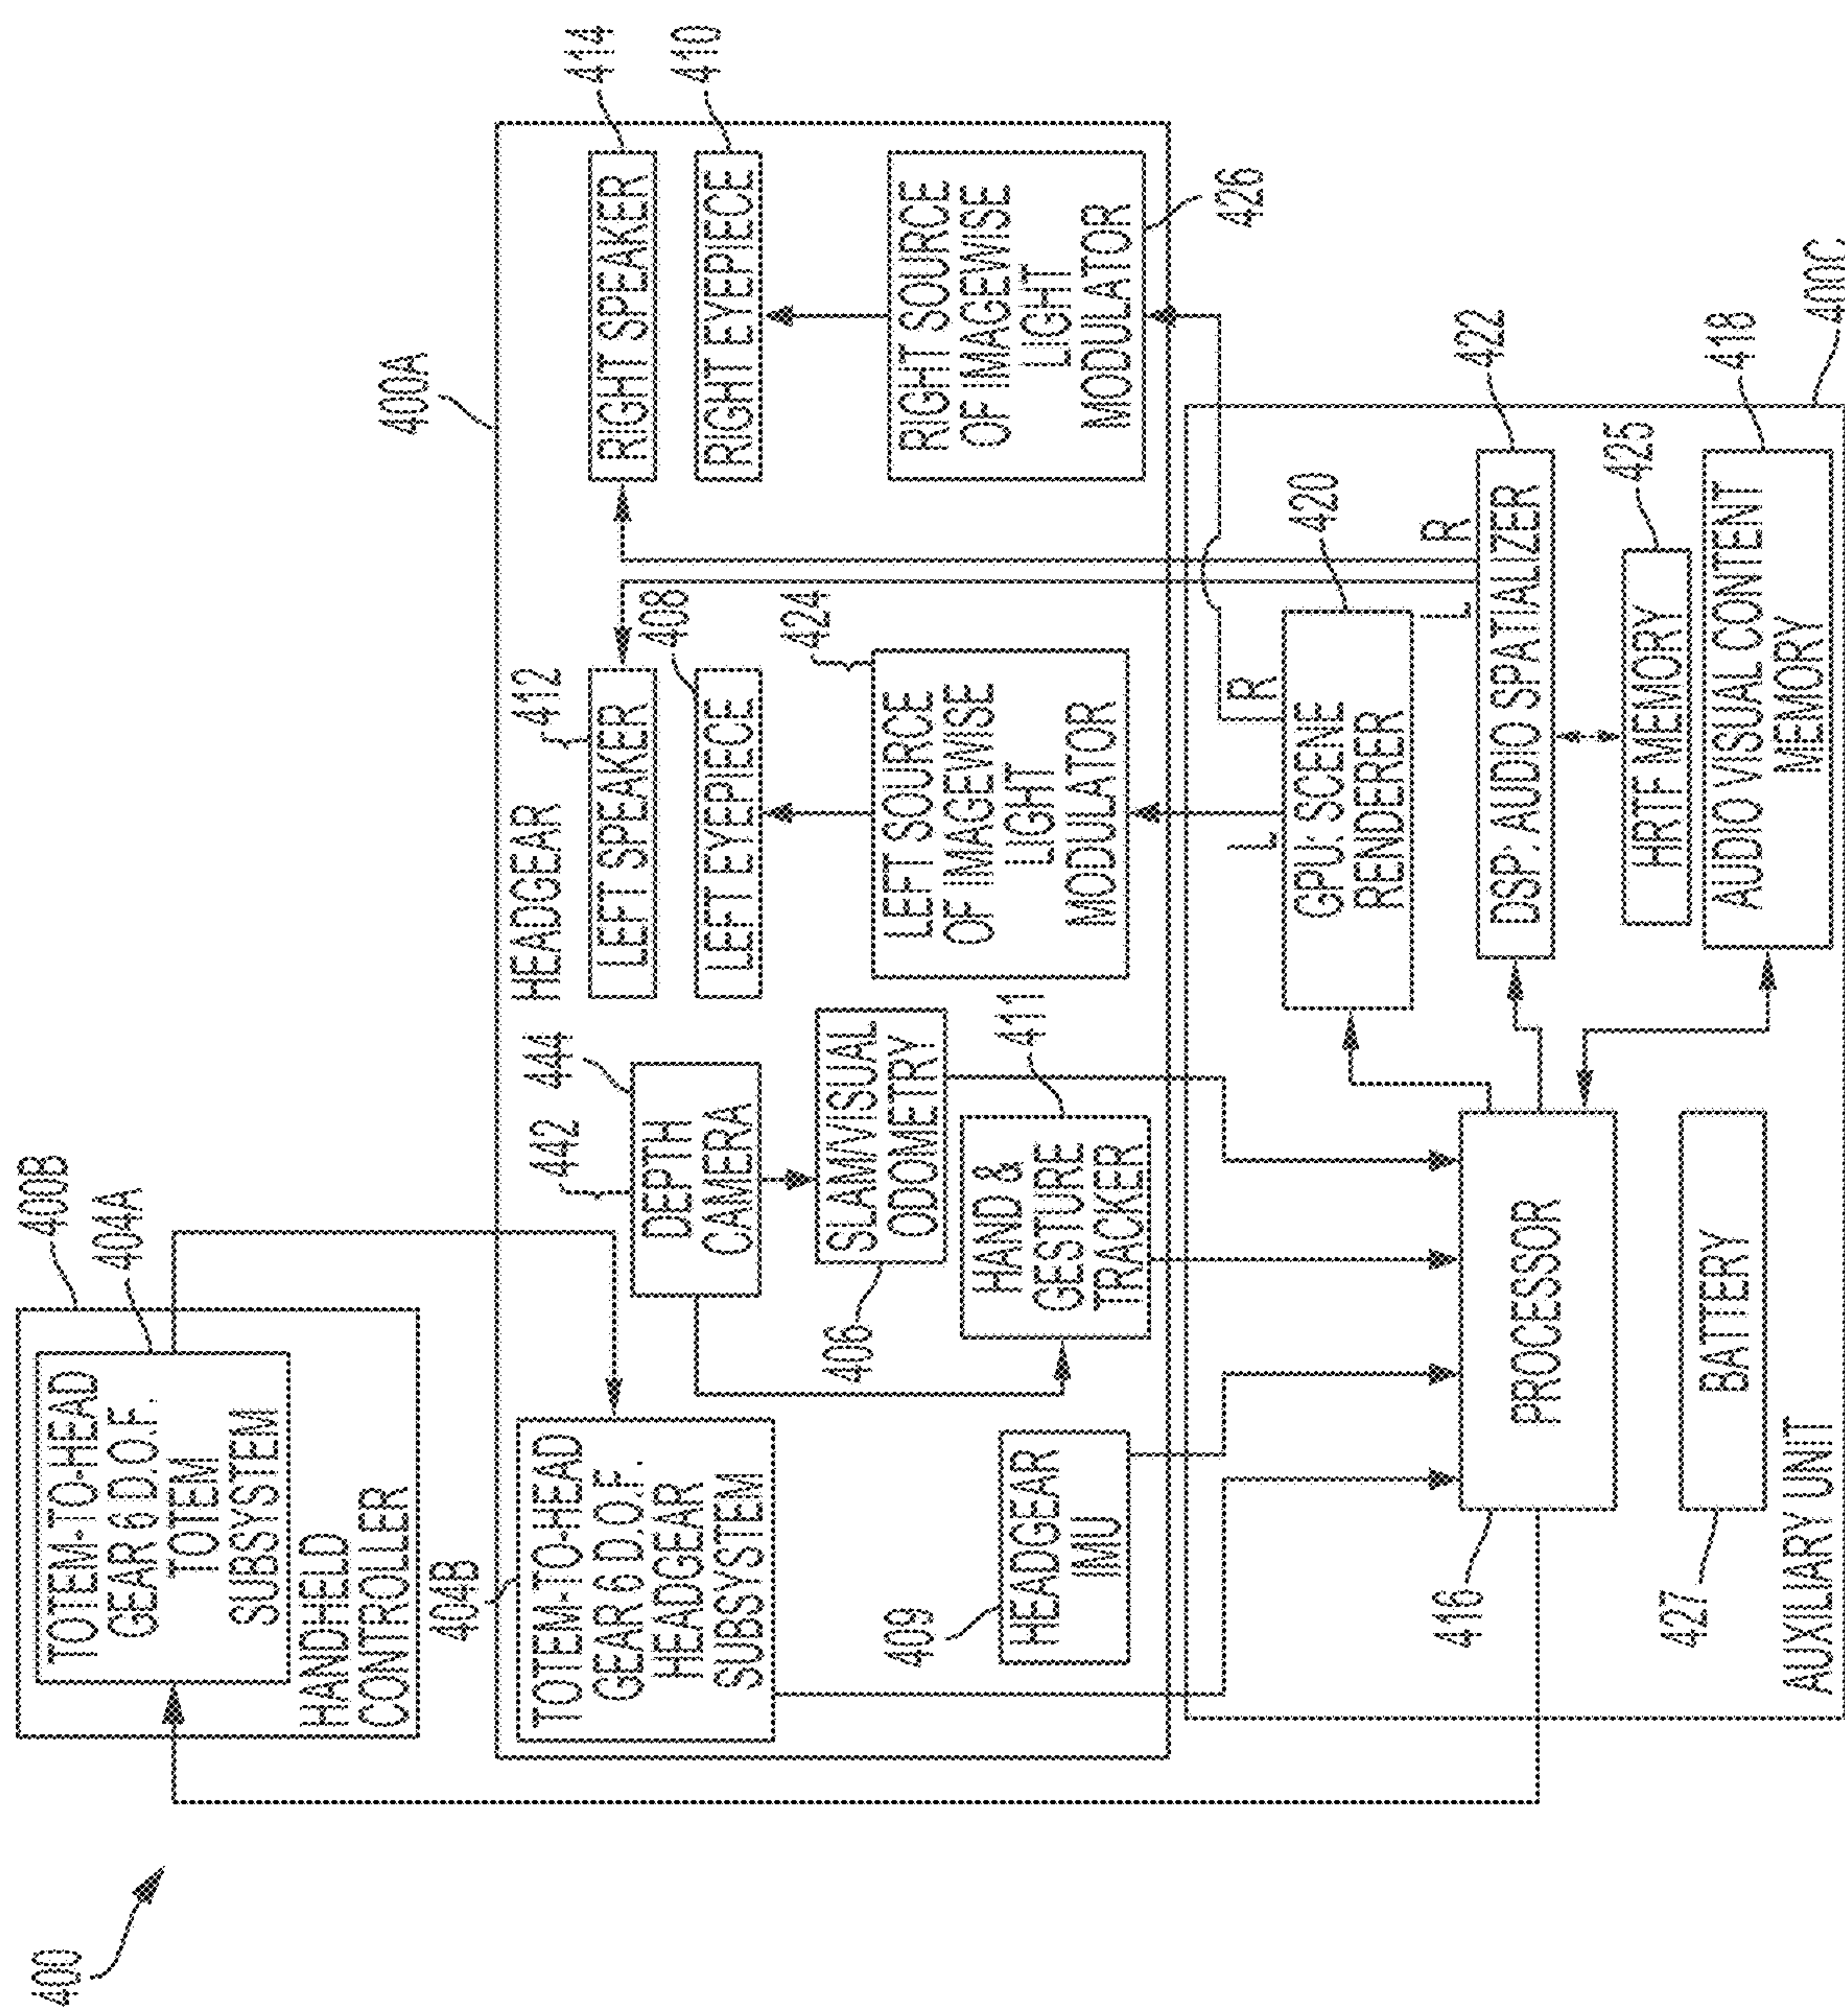 400
400B
404A
TOTEM-TO-HEAD
GEAR 6 D.O.F.
TOTEM
SUBSYSTEM
HANDHELD
CONTROLLER
400A
HEADGEAR
404B
TOTEM-TO-HEAD
GEAR 6 D.O.F.
HEADGEAR
SUBSYSTEM
442
444
DEPTH
CAMERA
412
LEFT SPEAKER
414
RIGHT SPEAKER
408
LEFT EYEPIECE
410
RIGHT EYEPIECE
406
SLAM/VISUAL
ODOMETRY
424
LEFT SOURCE
OF IMAGEWISE
LIGHT
MODULATOR
RIGHT SOURCE
OF IMAGEWISE
LIGHT
MODULATOR
426
409
HEADGEAR
IMU
411
HAND &
GESTURE
TRACKER
L
R
420
GPU: SCENE
RENDERER
L
R
422
DSP: AUDIO SPATIALIZER
416
PROCESSOR
425
HRTF MEMORY
427
BATTERY
418
AUDIO VISUAL CONTENT
MEMORY
AUXILIARY UNIT
400C